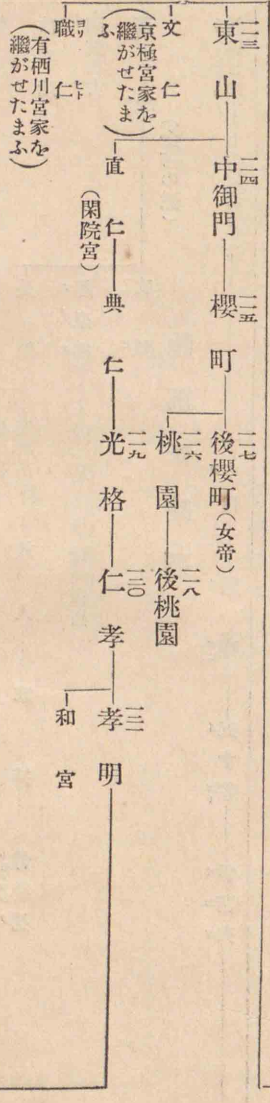 一一三
東山
一一四
中御門
一一五
櫻町
一一七
後櫻町(女帝)
一一六
桃園
一一八
後桃園
文仁
(京極宮家を
繼がせたまふ)
直仁
(閑院宮)
典仁
一一九
光格
一二〇
仁孝
一二一
孝明
和宮
職仁
ヨリヒト
(有栖川宮家を
繼がせたまふ)